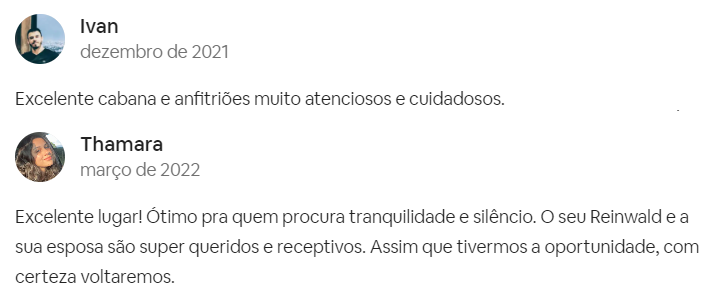 Ivan
dezembro de 2021
Excelente cabana e anfitriões muito atenciosos e cuidadosos.
Thamara
março de 2022
Excelente lugar! Ótimo pra quem procura tranquilidade e silêncio. O seu Reinwald e a
sua esposa são super queridos e receptivos. Assim que tivermos a oportunidade, com
certeza voltaremos.